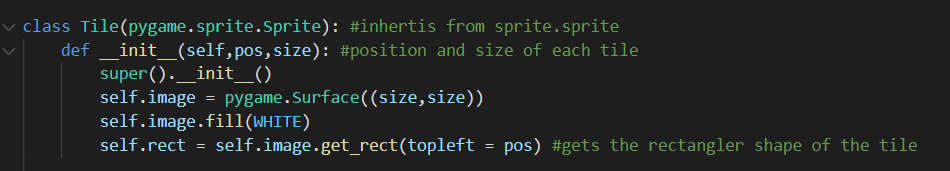 class Tile(pygame.sprite.Sprite): #inhertis from sprite.sprite
    def __init__(self,pos,size): #position and size of each tile
        super().__init__()
        self.image = pygame.Surface((size,size))
        self.image.fill(WHITE)
        self.rect = self.image.get_rect(topleft = pos) #gets the rectangler shape of the tile